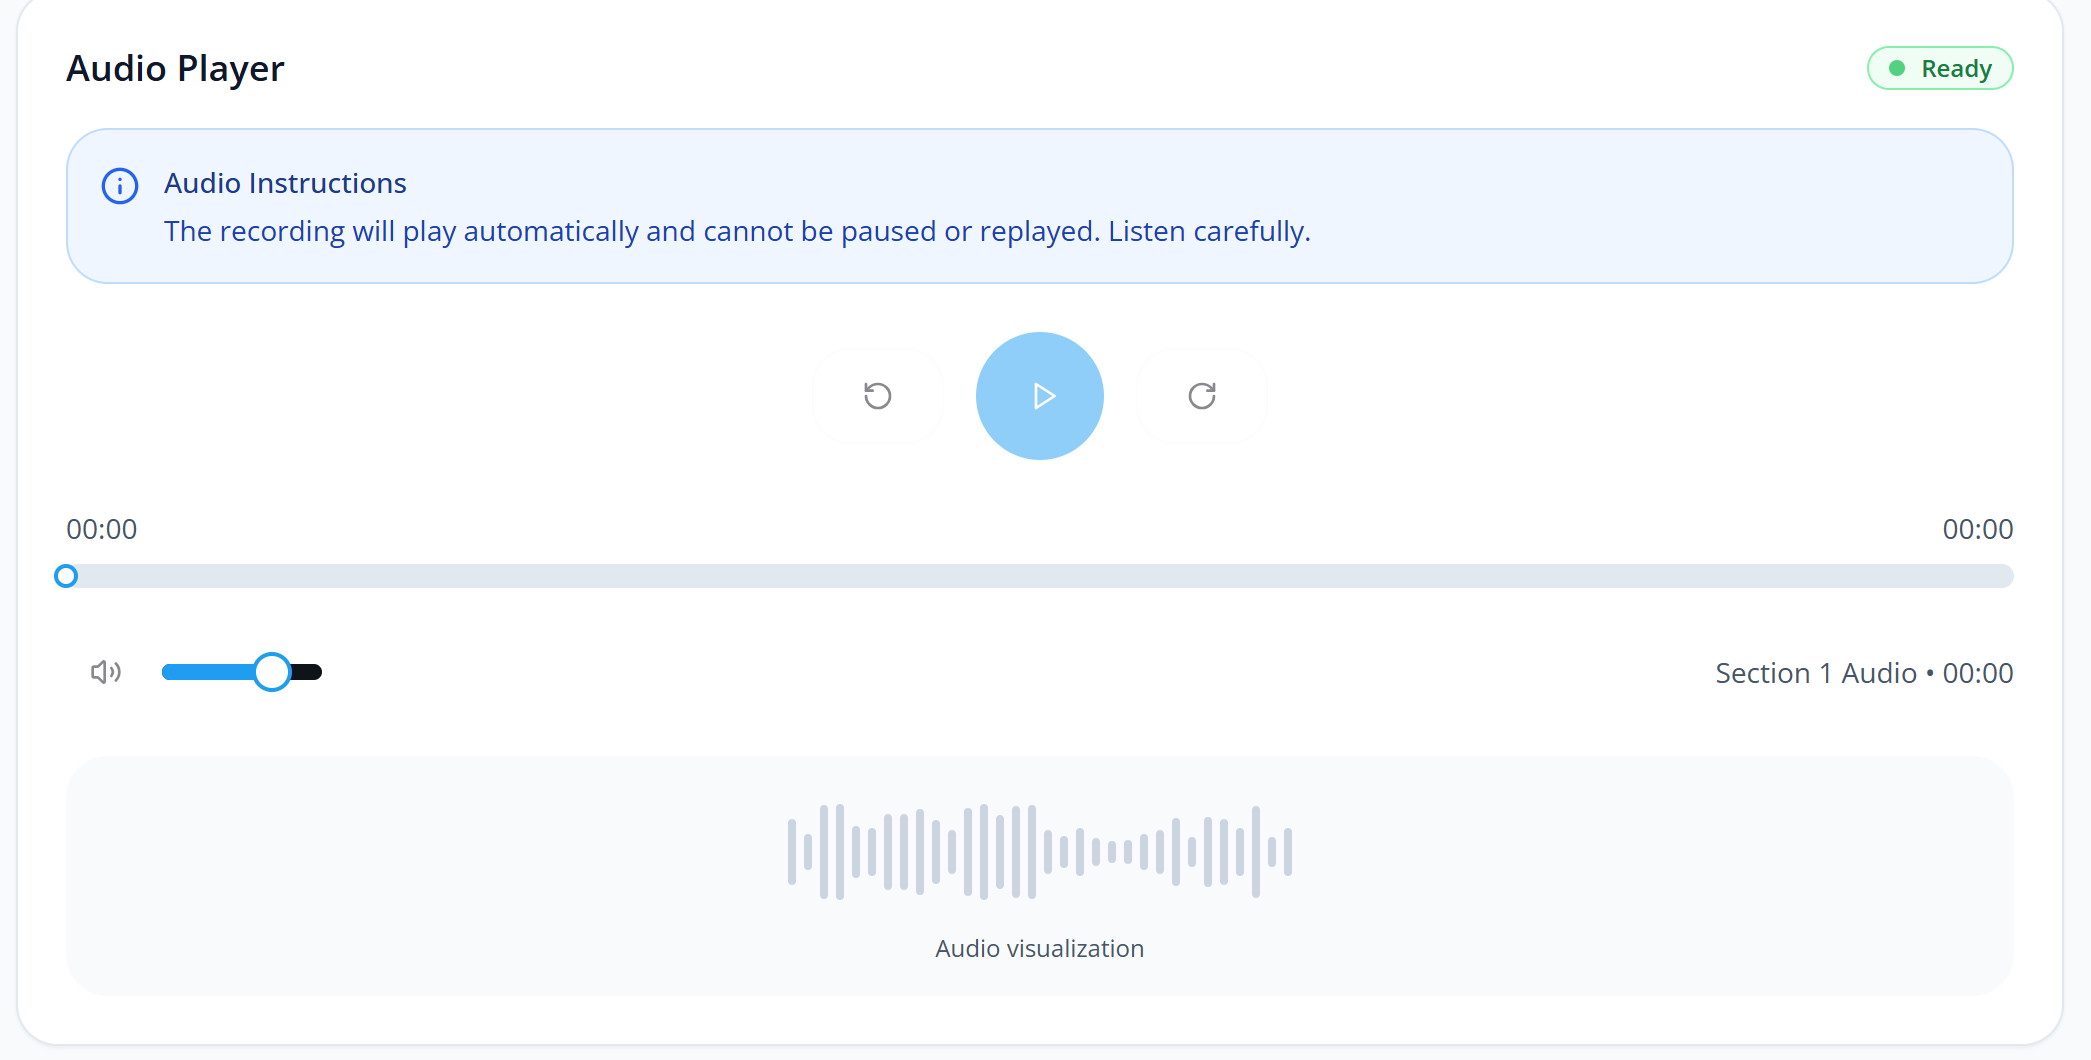 Audio Player
Ready
Audio Instructions
The recording will play automatically and cannot be paused or replayed. Listen carefully.
00:00
00:00
Section 1 Audio • 00:00
Audio visualization